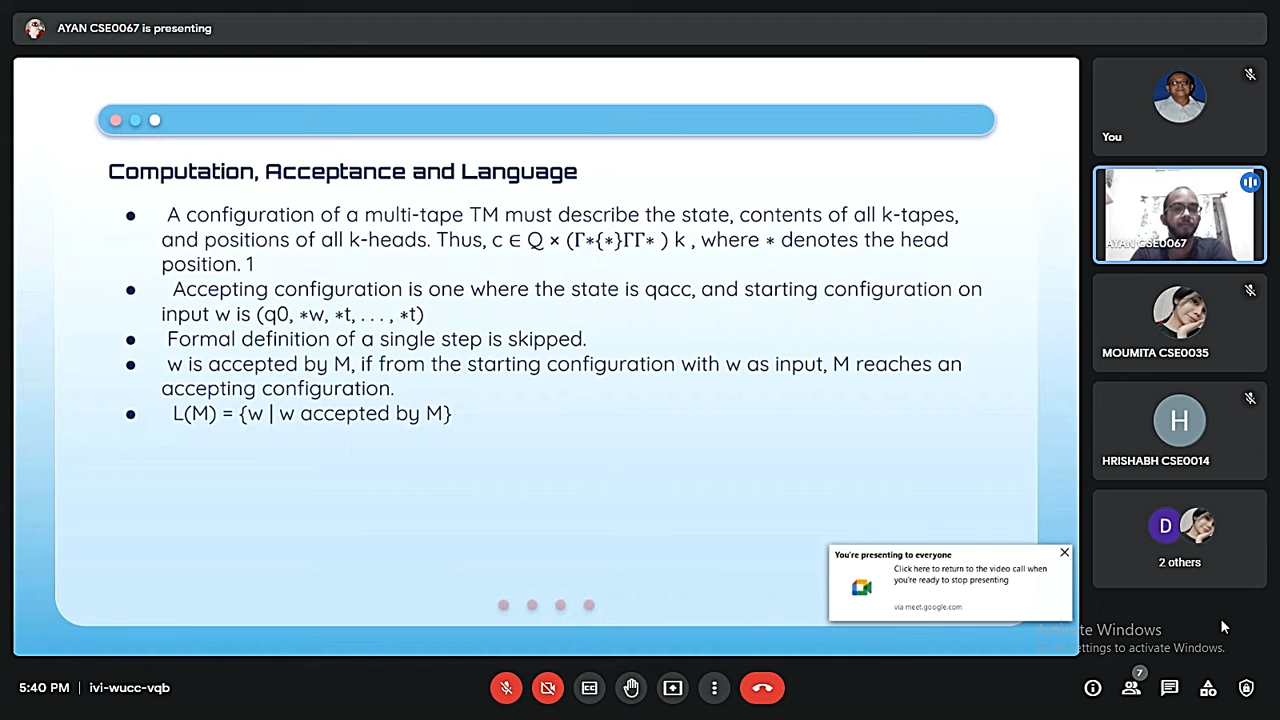 AYAN CSE0067 is presenting
Computation, Acceptance and Language
● A configuration of a multi-tape TM must describe the state, contents of all k-tapes,
and positions of all k-heads. Thus, c ∈ Q × (Γ∗{∗}ΓΓ∗ ) k , where ∗ denotes the head
position. 1
● Accepting configuration is one where the state is qacc, and starting configuration on
input w is (q0, ∗w, ∗t, . . . , ∗t)
● Formal definition of a single step is skipped.
● w is accepted by M, if from the starting configuration with w as input, M reaches an
accepting configuration.
● L(M) = {w | w accepted by M}
You're presenting to everyone
Click here to return to the video call when
you're ready to stop presenting
via meet.google.com
You
AYAN CSE0067
MOUMITA CSE0035
H
HRISHABH CSE0014
D
2 others
Windows
settings to activate Windows.
5:40 PM | ivi-wucc-vqb
7